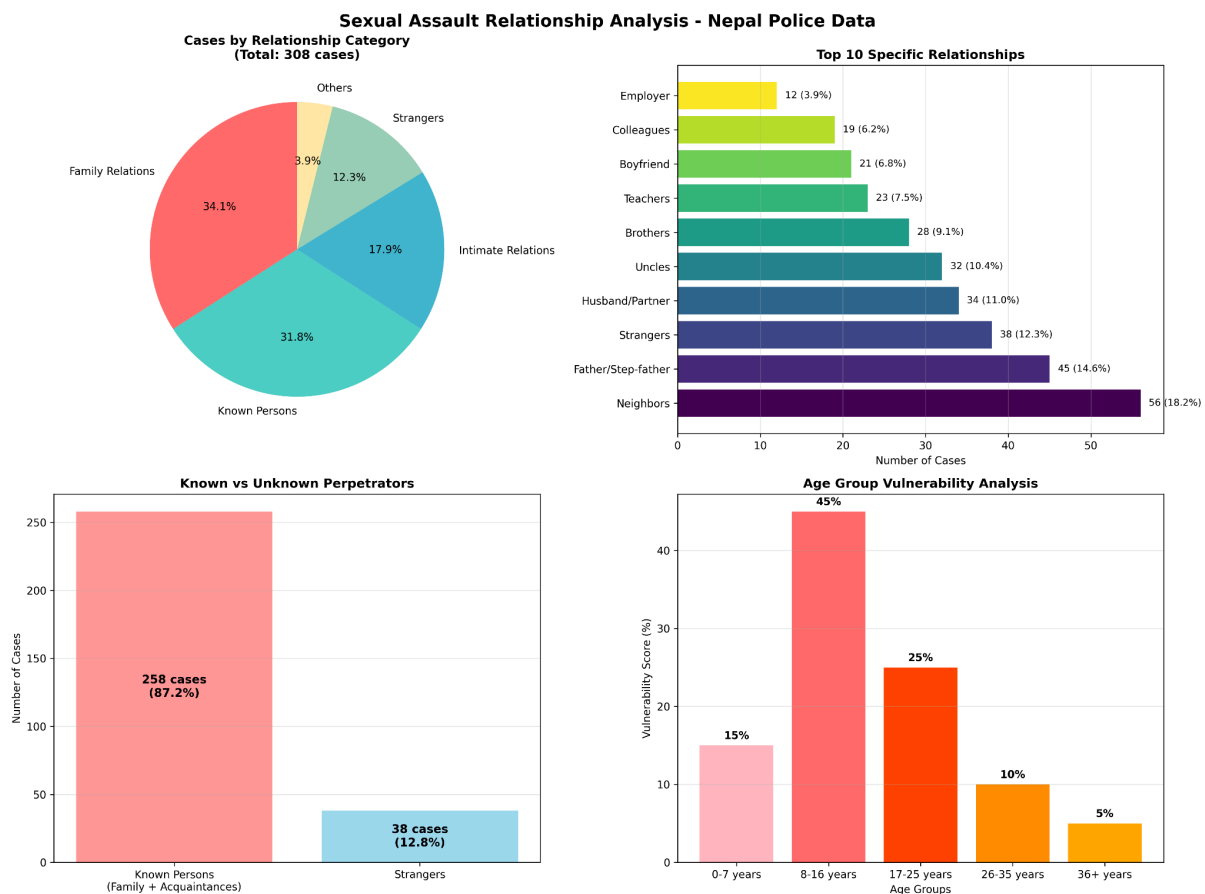 Sexual Assault Relationship Analysis - Nepal Police Data
Cases by Relationship Category
(Total: 308 cases)
Others
Strangers
Family Relations
3.9%
12.3%
34.1%
17.9%
Intimate Relations
31.8%
Known Persons
Top 10 Specific Relationships
Employer
12 (3.9%)
Colleagues
19 (6.2%)
Boyfriend
21 (6.8%)
Teachers
23 (7.5%)
Brothers
28 (9.1%)
Uncles
32 (10.4%)
Husband/Partner
34 (11.0%)
Strangers
38 (12.3%)
Father/Step-father
45 (14.6%)
Neighbors
56 (18.2%)
0 10 20 30 40 50
Number of Cases
Known vs Unknown Perpetrators
Number of Cases
250
200
150
100
50
0
258 cases
(87.2%)
38 cases
(12.8%)
Known Persons
(Family + Acquaintances)
Strangers
Age Group Vulnerability Analysis
Vulnerability Score (%)
40
30
20
10
0
15%
45%
25%
10%
5%
0-7 years 8-16 years 17-25 years 26-35 years 36+ years
Age Groups